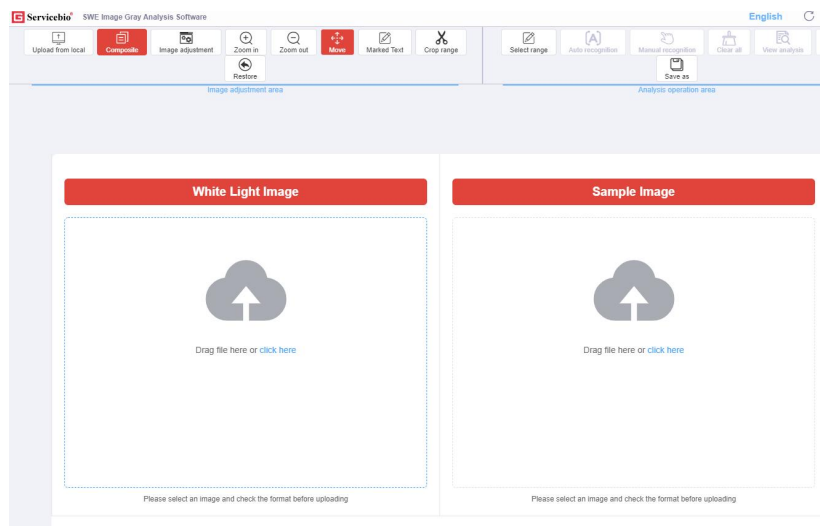 Servicebio® SWE Image Gray Analysis Software English
Upload from local Composite Image adjustment Zoom in Zoom out Move Marked Text Crop range Select range Auto recognition Manual recognition Clear all View analysis
Restore Save as
Image adjustment area Analysis operation area
White Light Image Sample Image
Drag file here or click here Drag file here or click here
Please select an image and check the format before uploading Please select an image and check the format before uploading